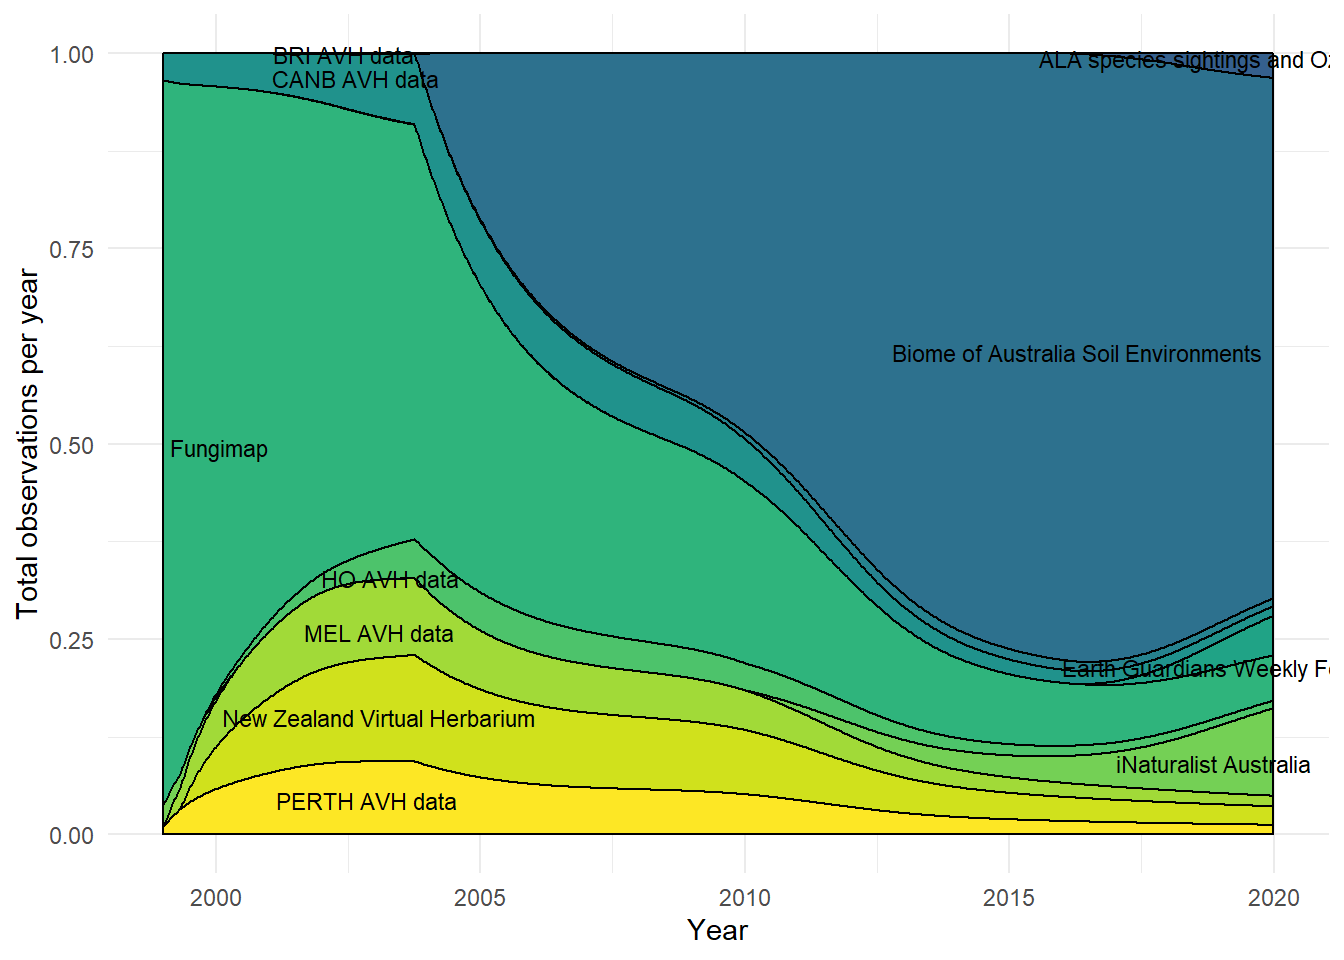 1.00
0.75
0.50
0.25
0.00
Total observations per year
BRI AVH data
CANB AVH data
ALA species sightings and Oz
Biome of Australia Soil Environments
Fungimap
HO AVH data
MEL AVH data
Earth Guardians Weekly Fe
New Zealand Virtual Herbarium
iNaturalist Australia
PERTH AVH data
2000 2005 2010 2015 2020
Year